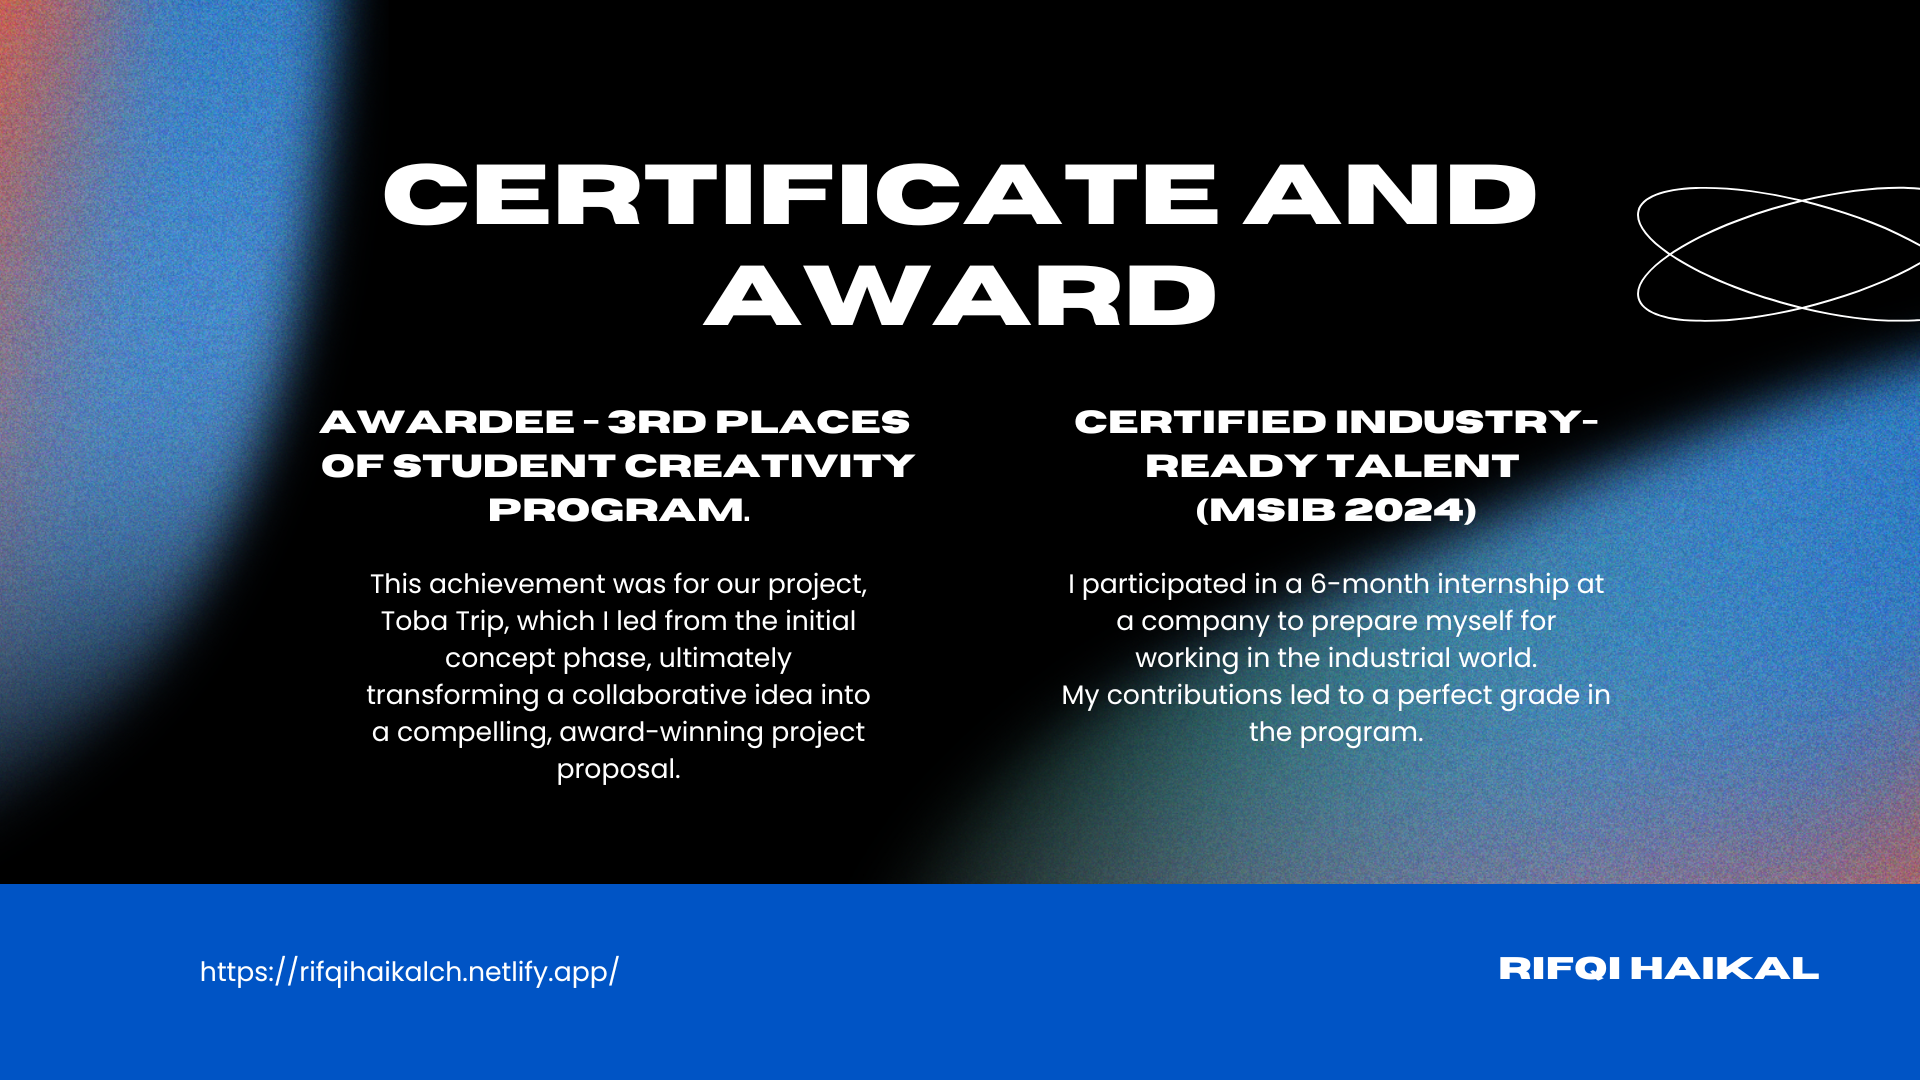 CERTIFICATE AND
AWARD
AWARDEE - 3RD PLACES
OF STUDENT CREATIVITY
PROGRAM.
This achievement was for our project,
Toba Trip, which I led from the initial
concept phase, ultimately
transforming a collaborative idea into
a compelling, award-winning project
proposal.
CERTIFIED INDUSTRY-
READY TALENT
(MSIB 2024)
I participated in a 6-month internship at
a company to prepare myself for
working in the industrial world.
My contributions led to a perfect grade in
the program.
https://rifqihaikalch.netlify.app/
RIFQI HAIKAL